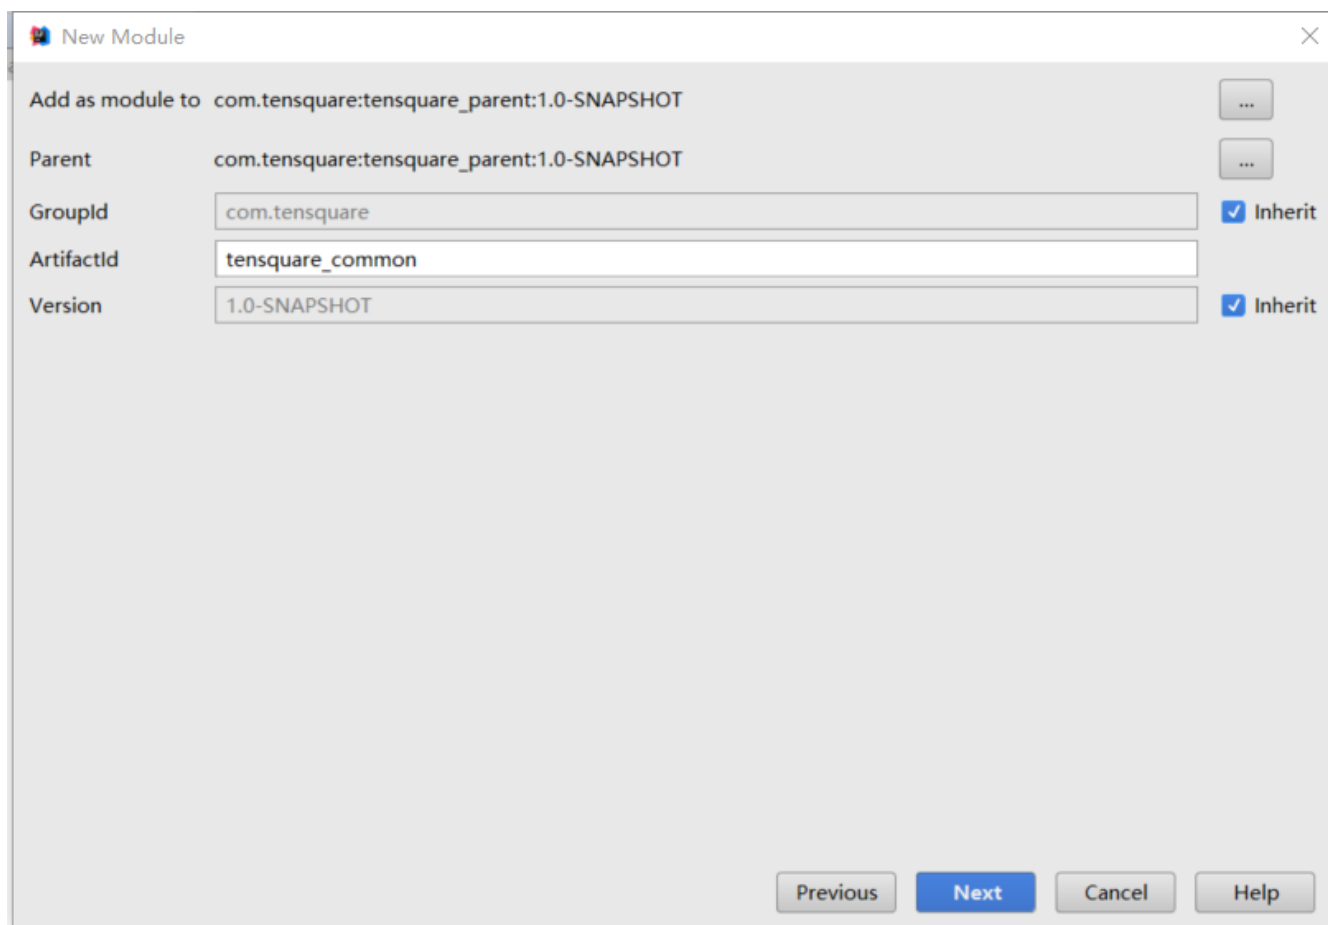 New Module
Add as module to com.tensquare:tensquare_parent:1.0-SNAPSHOT ...
Parent com.tensquare:tensquare_parent:1.0-SNAPSHOT ...
GroupId com.tensquare Inherit
ArtifactId tensquare_common
Version 1.0-SNAPSHOT Inherit
Previous Next Cancel Help